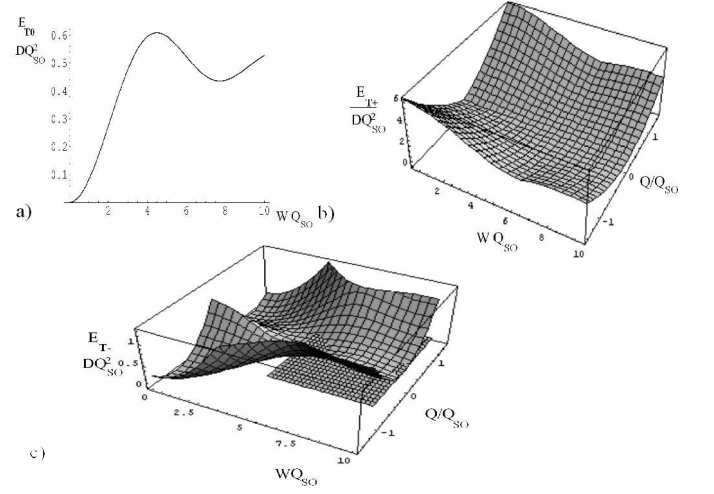 E_T0
DQ²_SO
0.6
0.5
0.4
0.3
0.2
0.1
2 4 6 8 10
W Q_SO
a)
E_T+
DQ²_SO
6
4
2
0
2 4 6 8 10
W Q_SO
-1 0 1
Q/Q_SO
b)
E_T-
DQ²_SO
1
0.5
0
0 2.5 5 7.5 10
WQ_SO
-1 0 1
Q/Q_SO
c)